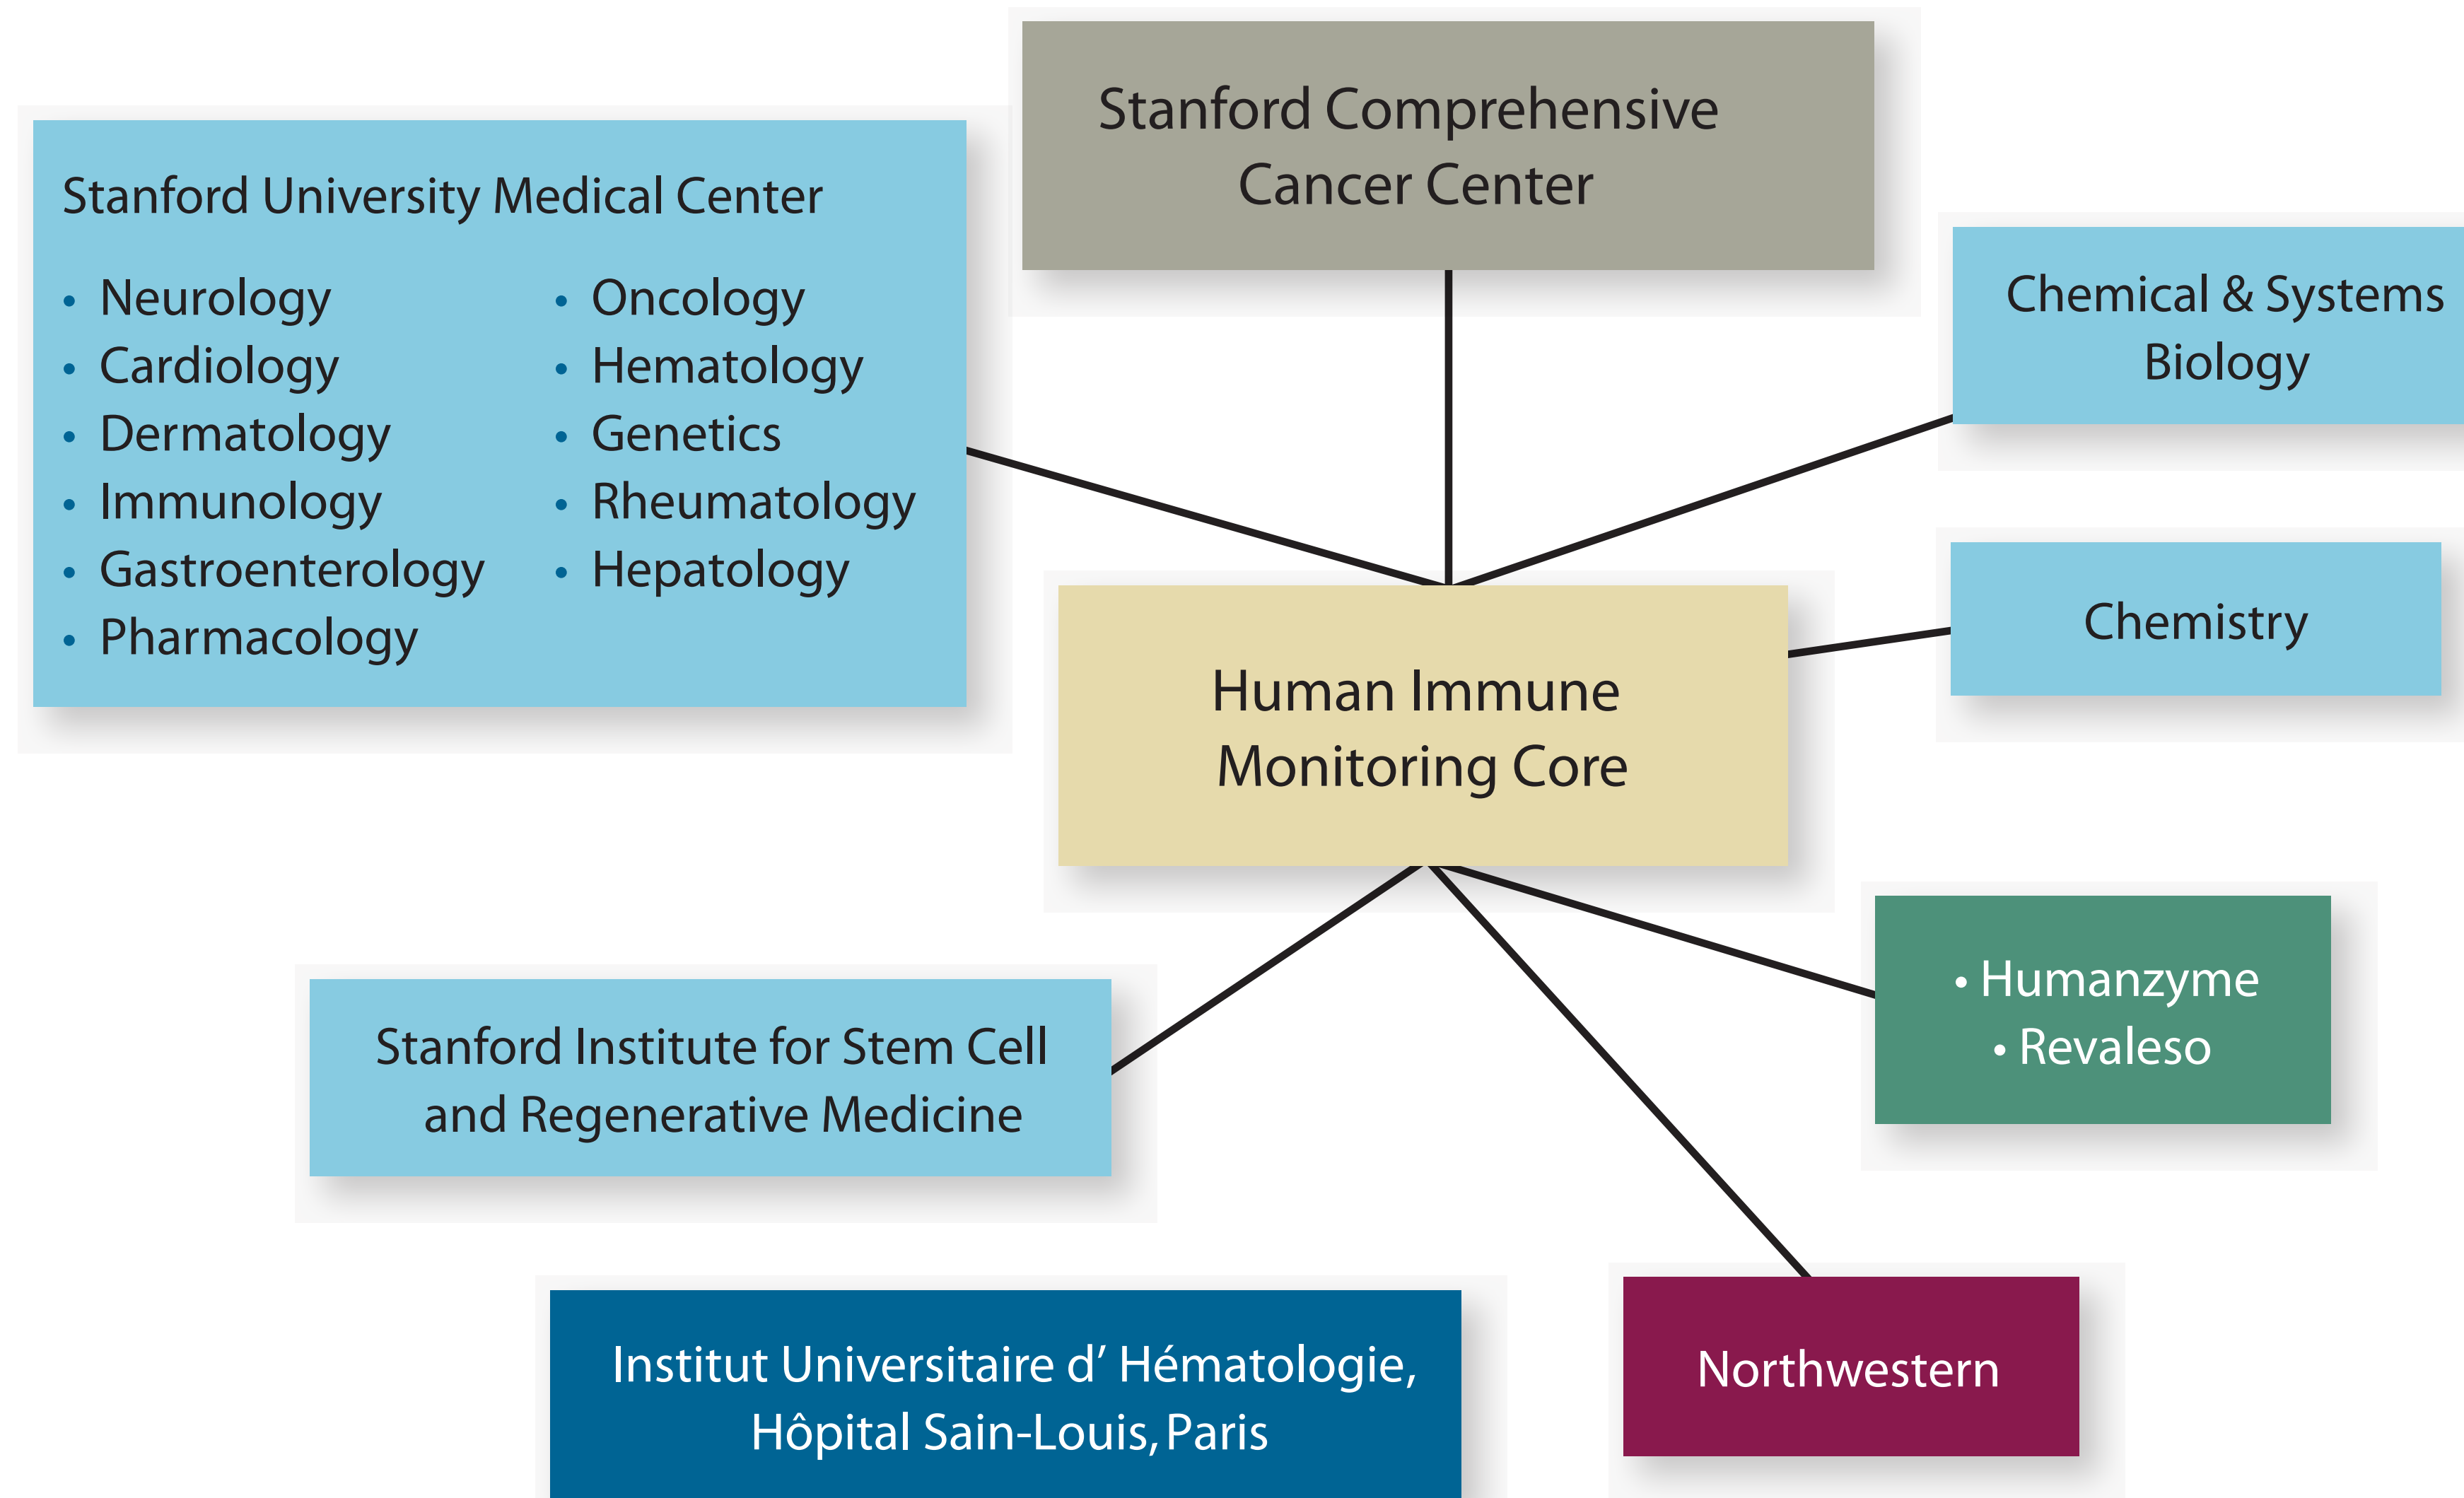 Stanford Comprehensive
Cancer Center
Stanford University Medical Center
• Neurology
• Cardiology
• Dermatology
• Immunology
• Gastroenterology
• Pharmacology
• Oncology
• Hematology
• Genetics
• Rheumatology
• Hepatology
Chemical & Systems
Biology
Chemistry
Human Immune
Monitoring Core
• Humanzyme
• Revaleso
Stanford Institute for Stem Cell
and Regenerative Medicine
Institut Universitaire d’ Hématologie,
Hôpital Sain-Louis, Paris
Northwestern